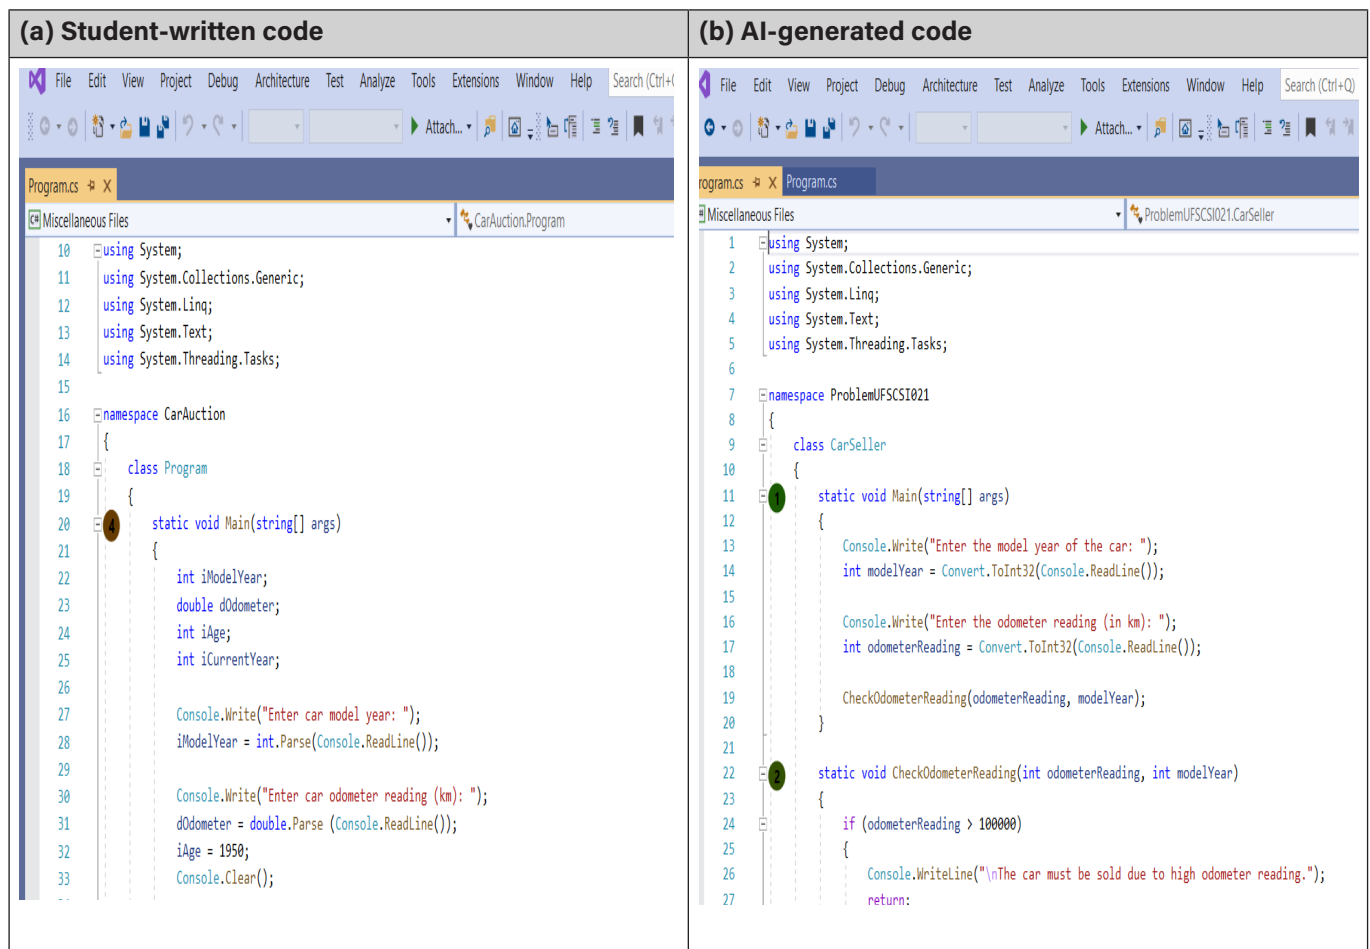 (a) Student-written code
File Edit View Project Debug Architecture Test Analyze Tools Extensions Window Help Search (Ctrl+
Attach...
Program.cs
C# Miscellaneous Files CarAuction.Program
10 using System;
11 using System.Collections.Generic;
12 using System.Linq;
13 using System.Text;
14 using System.Threading.Tasks;
15
16 namespace CarAuction
17 {
18 class Program
19 {
20 4 static void Main(string[] args)
21 {
22 int iModelYear;
23 double dOdometer;
24 int iAge;
25 int iCurrentYear;
26
27 Console.Write("Enter car model year: ");
28 iModelYear = int.Parse(Console.ReadLine());
29
30 Console.Write("Enter car odometer reading (km): ");
31 dOdometer = double.Parse (Console.ReadLine());
32 iAge = 1950;
33 Console.Clear();
(b) AI-generated code
File Edit View Project Debug Architecture Test Analyze Tools Extensions Window Help Search (Ctrl+Q)
Attach...
rogram.cs Program.cs
Miscellaneous Files ProblemUFSCSI021.CarSeller
1 using System;
2 using System.Collections.Generic;
3 using System.Linq;
4 using System.Text;
5 using System.Threading.Tasks;
6
7 namespace ProblemUFSCSI021
8 {
9 class CarSeller
10 {
11 1 static void Main(string[] args)
12 {
13 Console.Write("Enter the model year of the car: ");
14 int modelYear = Convert.ToInt32(Console.ReadLine());
15
16 Console.Write("Enter the odometer reading (in km): ");
17 int odometerReading = Convert.ToInt32(Console.ReadLine());
18
19 CheckOdometerReading(odometerReading, modelYear);
20 }
21
22 2 static void CheckOdometerReading(int odometerReading, int modelYear)
23 {
24 if (odometerReading > 100000)
25 {
26 Console.WriteLine("\nThe car must be sold due to high odometer reading.");
27 return;